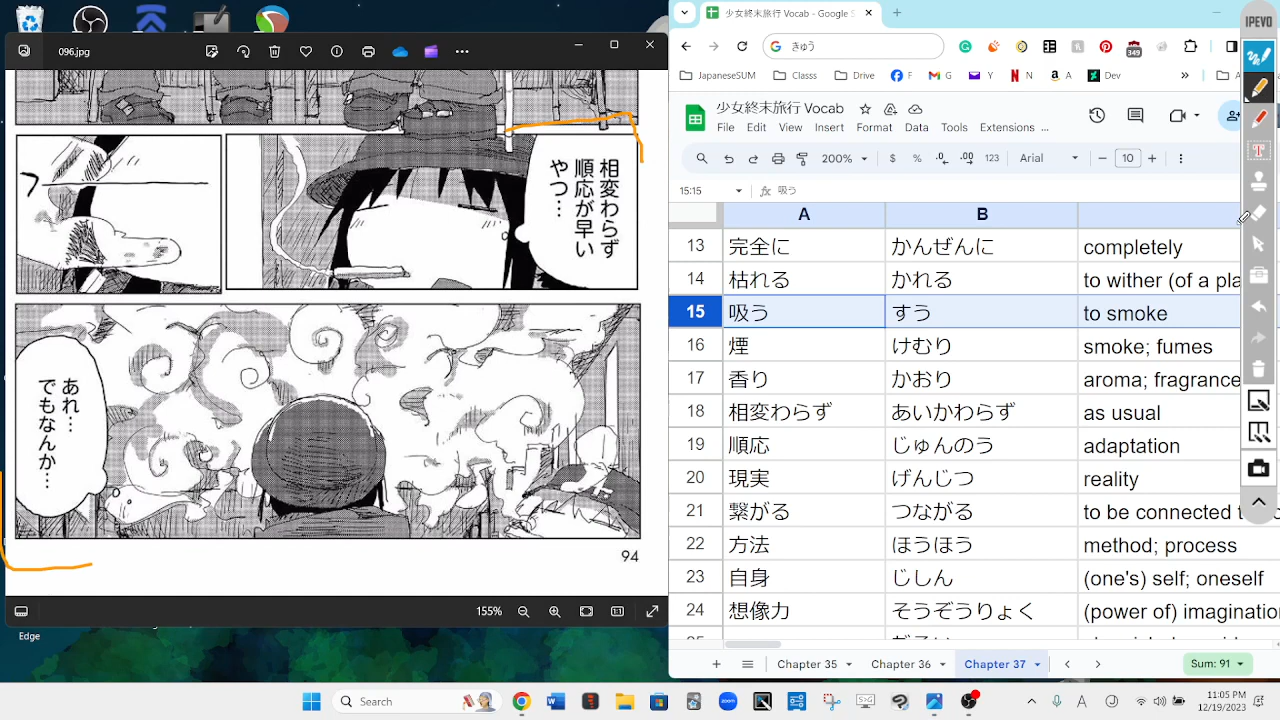 096.jpg
フ
相変わらず
順応が早い
やつ…
あれ…
でもなんか…
94
155%
Edge
少女終末旅行 Vocab - Google S
きゅう
349
JapaneseSUM
Classs
Drive
F
G
Y
N
A
Dev
A
IPEVO
少女終末旅行 Vocab
File Edit View Insert Format Data Tools Extensions …
200% $ % .0 .00 123 Arial 10
15:15 fx 吸う
A B
13 完全に かんぜんに completely
14 枯れる かれる to wither (of a pla
15 吸う すう to smoke
16 煙 けむり smoke; fumes
17 香り かおり aroma; fragrance
18 相変わらず あいかわらず as usual
19 順応 じゅんのう adaptation
20 現実 げんじつ reality
21 繋がる つながる to be connected
22 方法 ほうほう method; process
23 自身 じしん (one's) self; oneself
24 想像力 そうぞうりょく (power of) imagination
Chapter 35 Chapter 36 Chapter 37 Sum: 91
Search
11:05 PM
12/19/2023